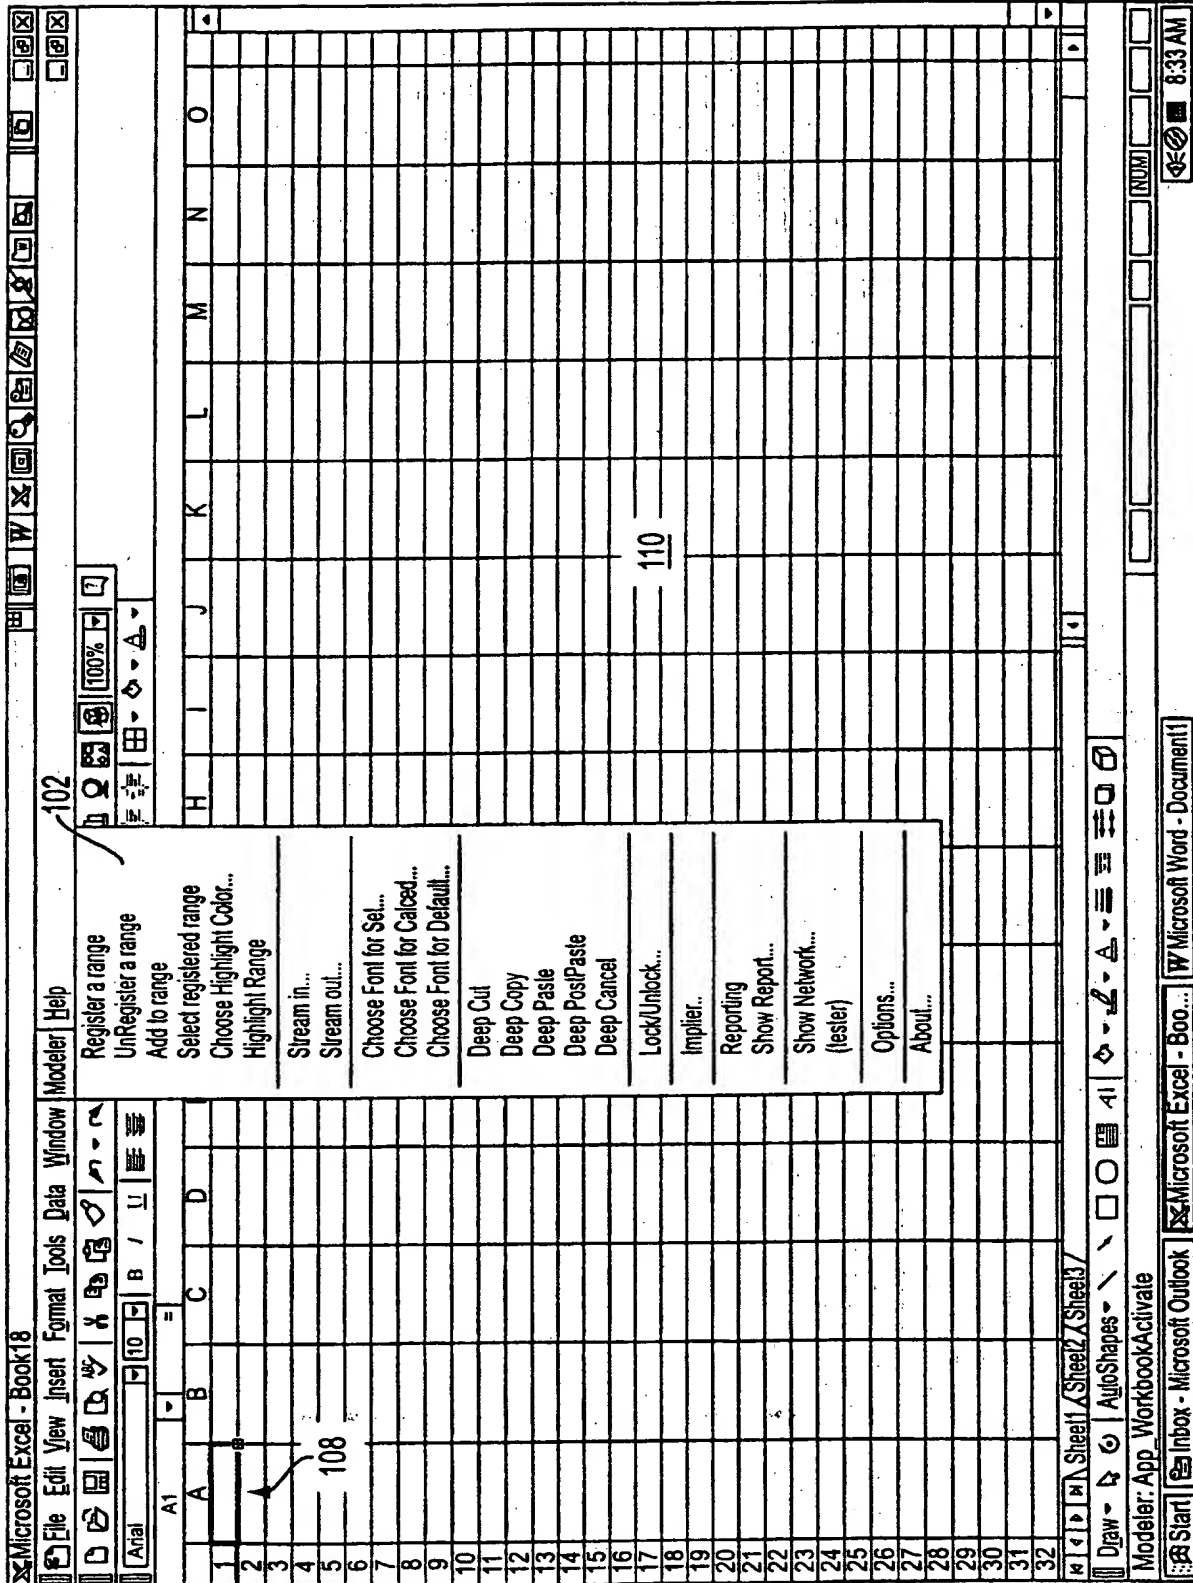 Microsoft Excel - Book18
File Edit View Insert Format Tools Data Window Modeler Help
102
100%
Arial 10 B I U
A1 =
A B C D H I J K L M N O
Register a range
UnRegister a range
Add to range
Select registered range
Choose Highlight Color...
Highlight Range
Stream in...
Stream out...
Choose Font for Set...
Choose Font for Calced...
Choose Font for Default...
Deep Cut
Deep Copy
Deep Paste
Deep PostPaste
Deep Cancel
Lock/Unlock...
Implier..
Reporting
Show Report...
Show Network...
(tester)
Options...
About...
1
2
3
4
5
6
7
8
9
10
11
12
13
14
15
16
17
18
19
20
21
22
23
24
25
26
27
28
29
30
31
32
108
110
Sheet1 Sheet2 Sheet3
Draw AutoShapes
Modeler: App_WorkbookActivate NUM
Start Inbox - Microsoft Outlook Microsoft Excel - Boo... W Microsoft Word - Document1 8:33 AM